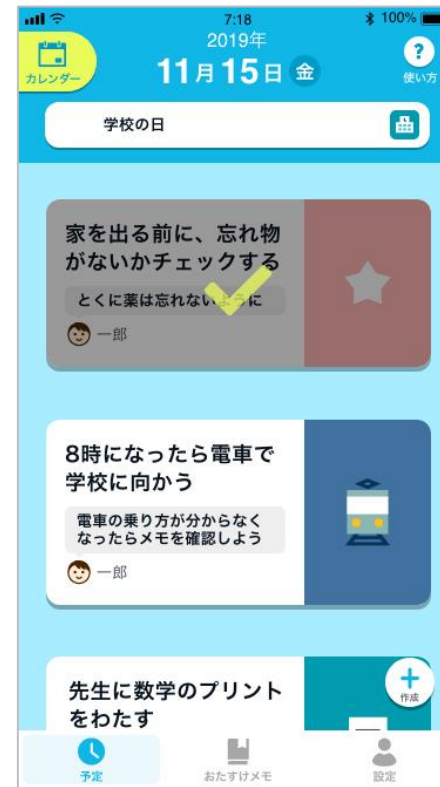 7:18
100%
2019年
カレンダー
11月15日 金
?
使い方
学校の日
家を出る前に、忘れ物
がないかチェックする
とくに薬は忘れないように
一郎
8時になったら電車で
学校に向かう
電車の乗り方が分からなく
なったらメモを確認しよう
一郎
先生に数学のプリント
をわたす
作成
予定
おたすけメモ
設定